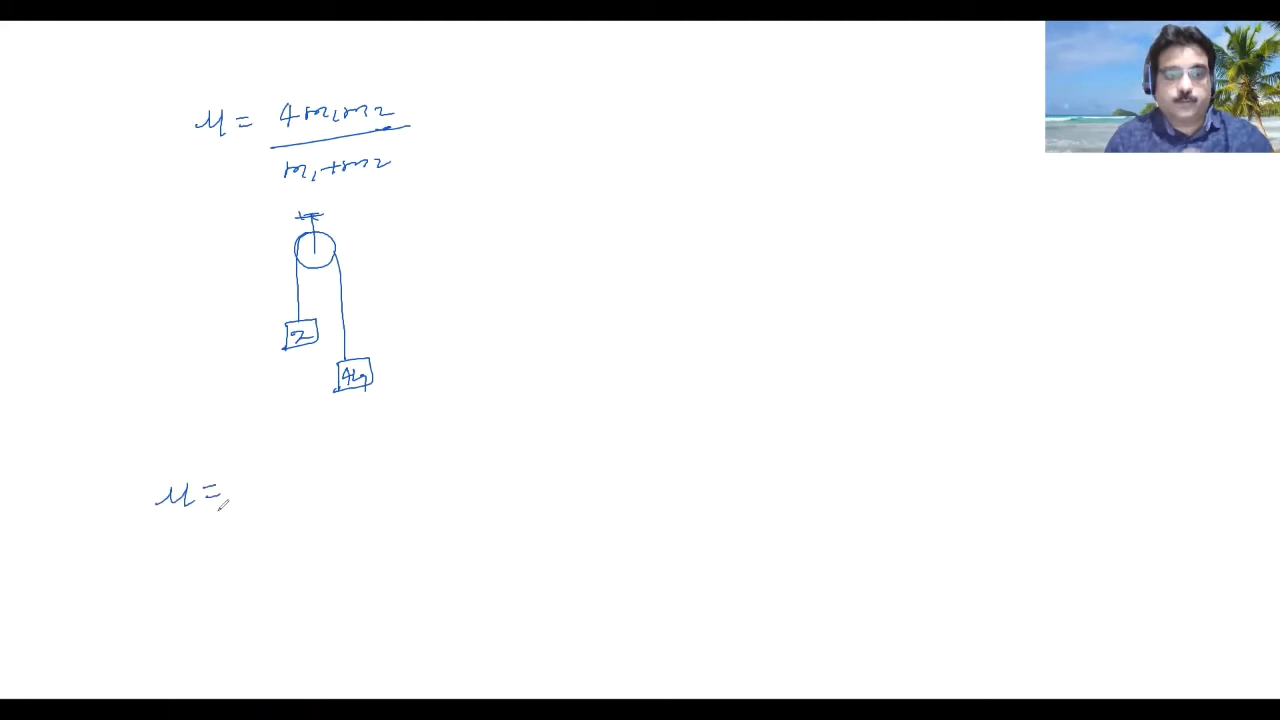 M = 4m1m2
m1+m2
2
4kg
M =